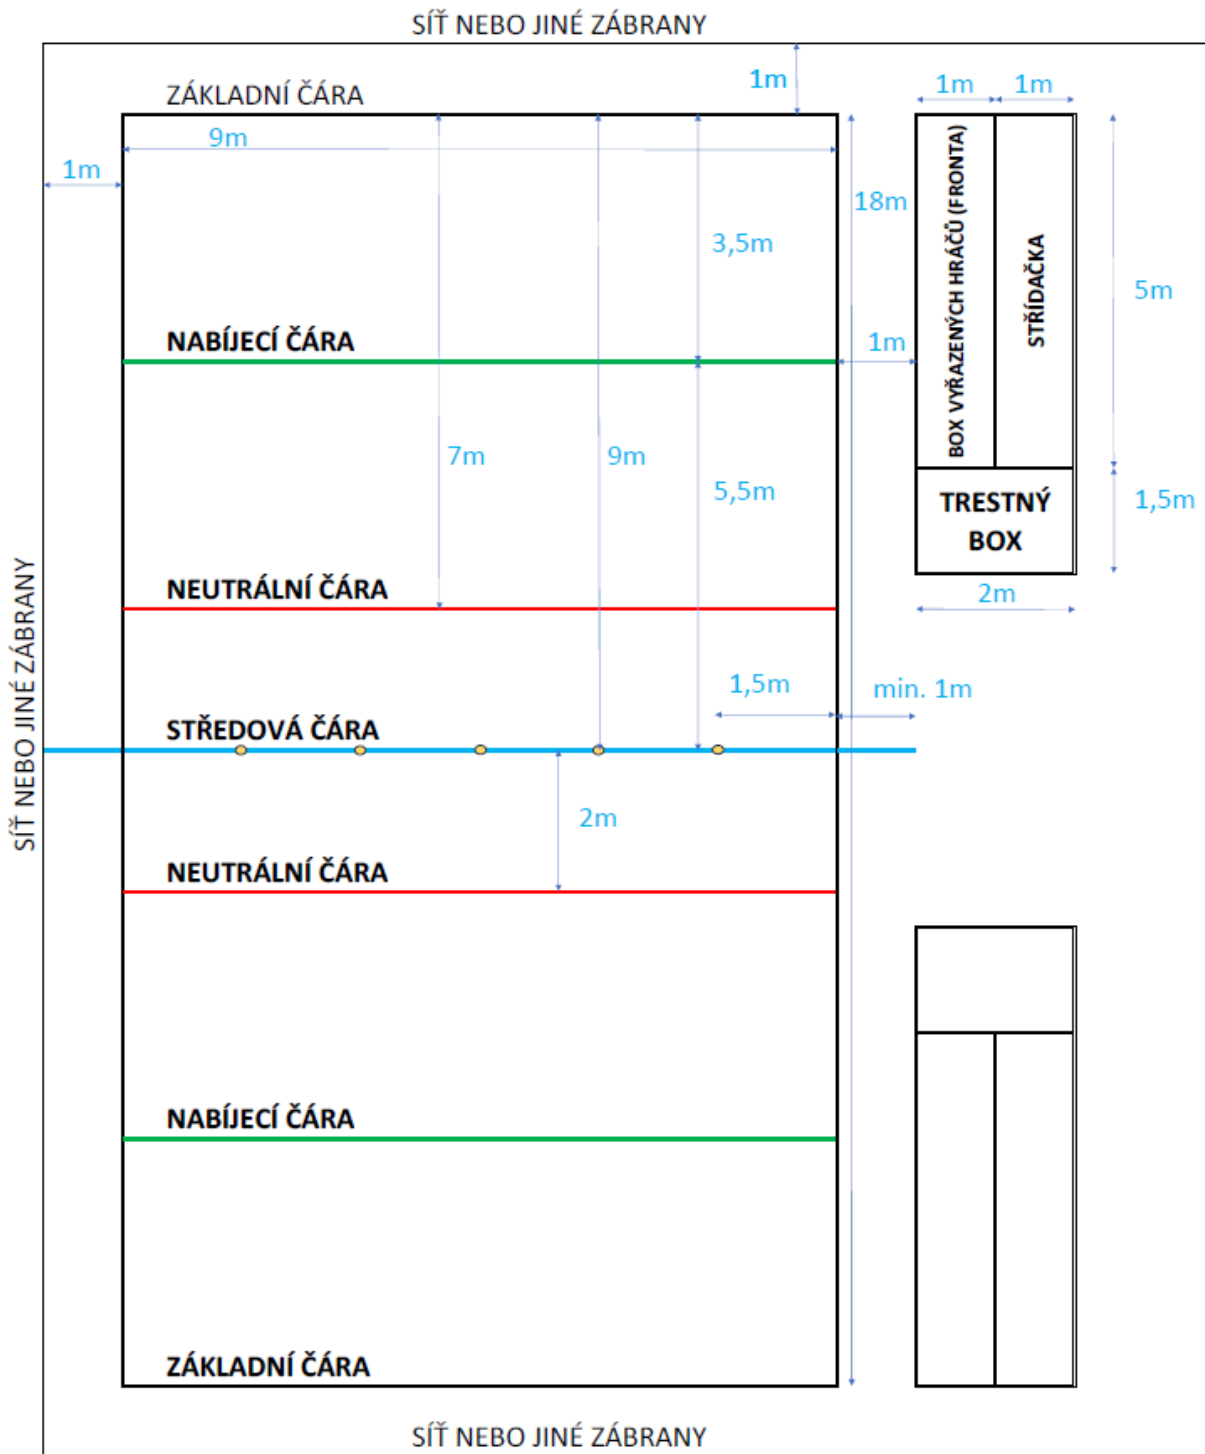 SÍŤ NEBO JINÉ ZÁBRANY
1m
1m
1m
ZÁKLADNÍ ČÁRA
9m
1m
18m
3,5m
BOX VYŘAZENÝCH HRÁČŮ (FRONTA)
STŘÍDAČKA
5m
NABÍJECÍ ČÁRA
1m
7m
9m
5,5m
TRESTNÝ
BOX
1,5m
NEUTRÁLNÍ ČÁRA
2m
SÍŤ NEBO JINÉ ZÁBRANY
1,5m
min. 1m
STŘEDOVÁ ČÁRA
2m
NEUTRÁLNÍ ČÁRA
NABÍJECÍ ČÁRA
ZÁKLADNÍ ČÁRA
SÍŤ NEBO JINÉ ZÁBRANY